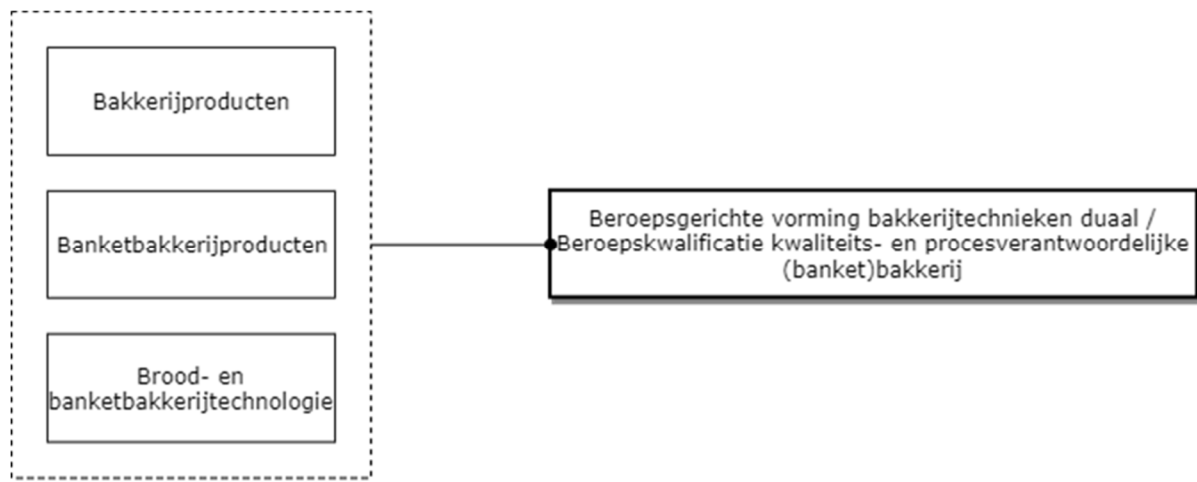 Bakkerijproducten
Banketbakkerijproducten
Brood- en
banketbakkerijtechnologie
Beroepsgerichte vorming bakkerijtechnieken duaal /
Beroepskwalificatie kwaliteits- en procesverantwoordelijke
(banket)bakkerij